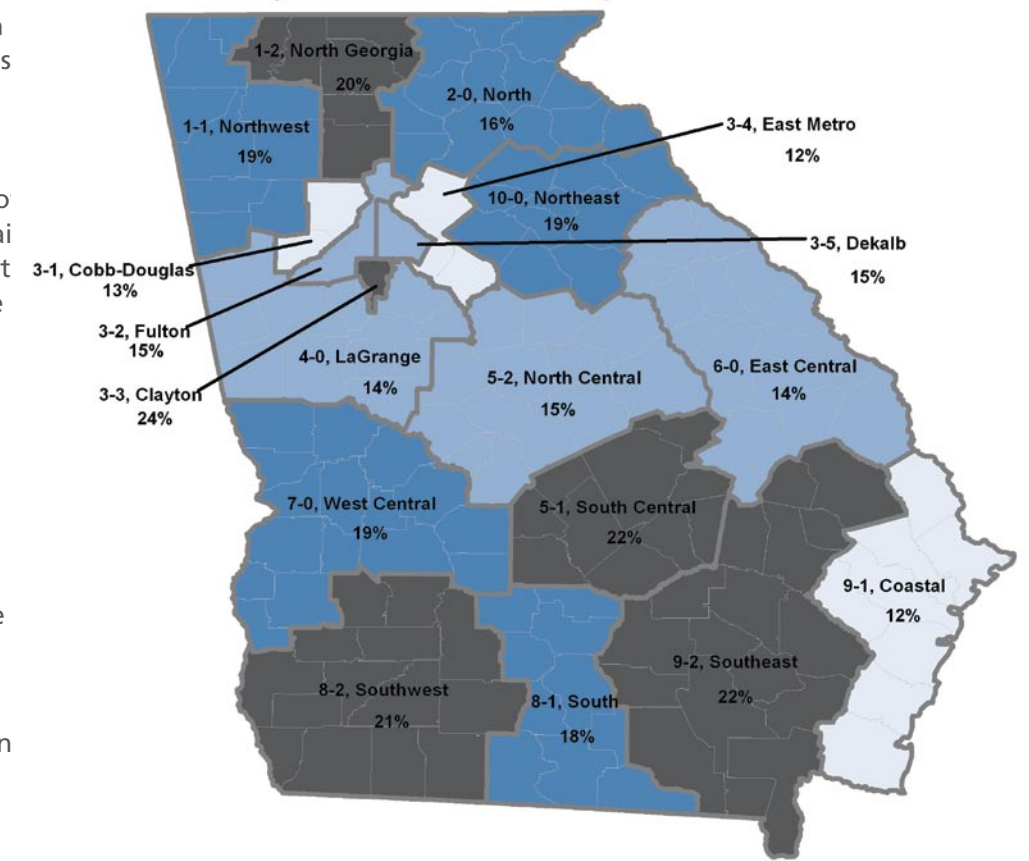 1-2, North Georgia
20%
2-0, North
16%
1-1, Northwest
19%
3-4, East Metro
12%
10-0, Northeast
19%
3-5, Dekalb
15%
3-1, Cobb-Douglas
13%
3-2, Fulton
15%
3-3, Clayton
24%
4-0, LaGrange
14%
5-2, North Central
15%
6-0, East Central
14%
7-0, West Central
19%
5-1, South Central
22%
9-1, Coastal
12%
9-2, Southeast
22%
8-2, Southwest
21%
8-1, South
18%